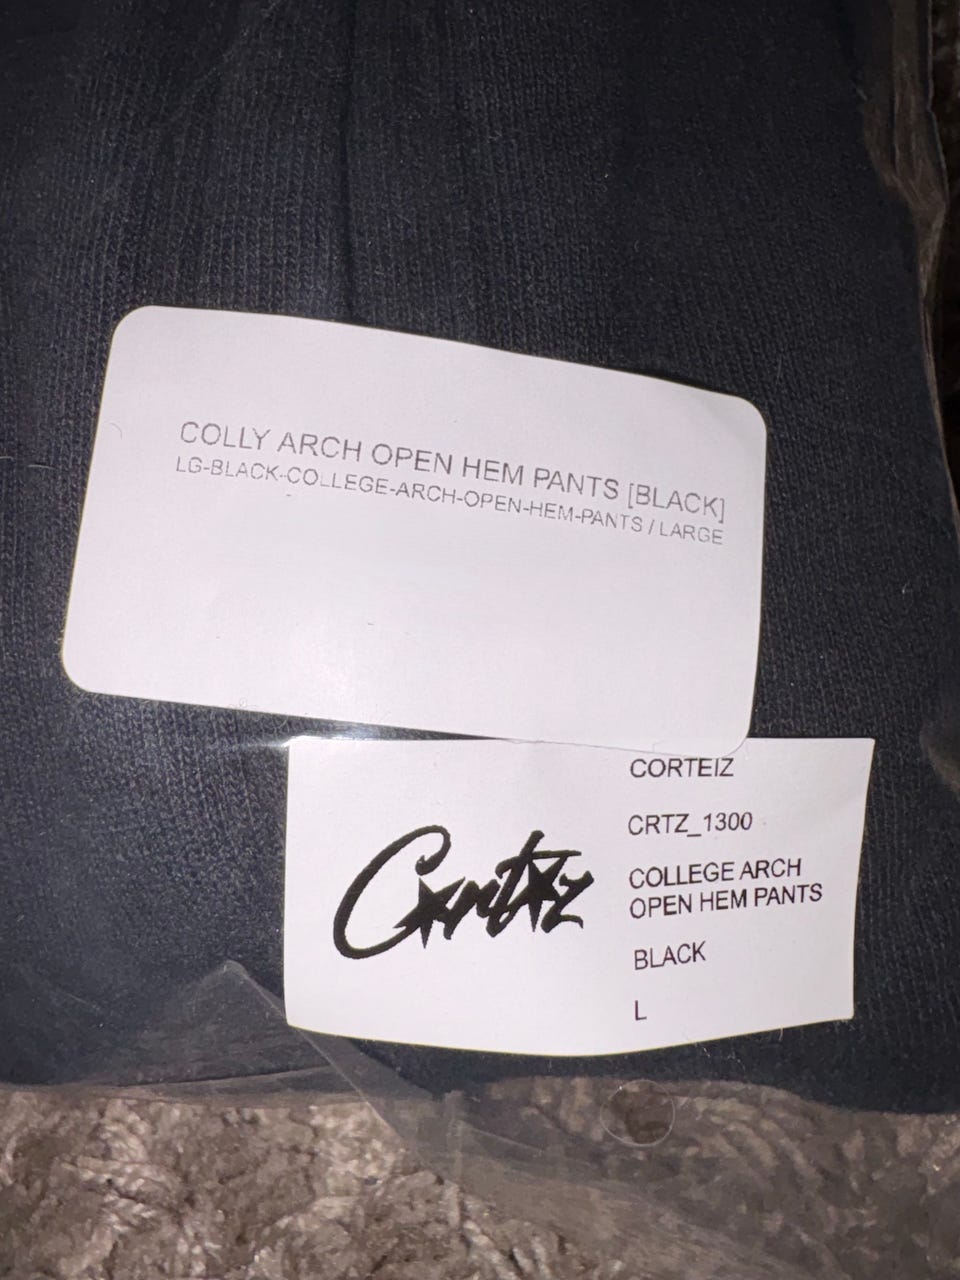 COLLY ARCH OPEN HEM PANTS [BLACK]
LG-BLACK-COLLEGE-ARCH-OPEN-HEM-PANTS / LARGE
CORTEIZ
CRTZ_1300
Cortiz
COLLEGE ARCH
OPEN HEM PANTS
BLACK
L